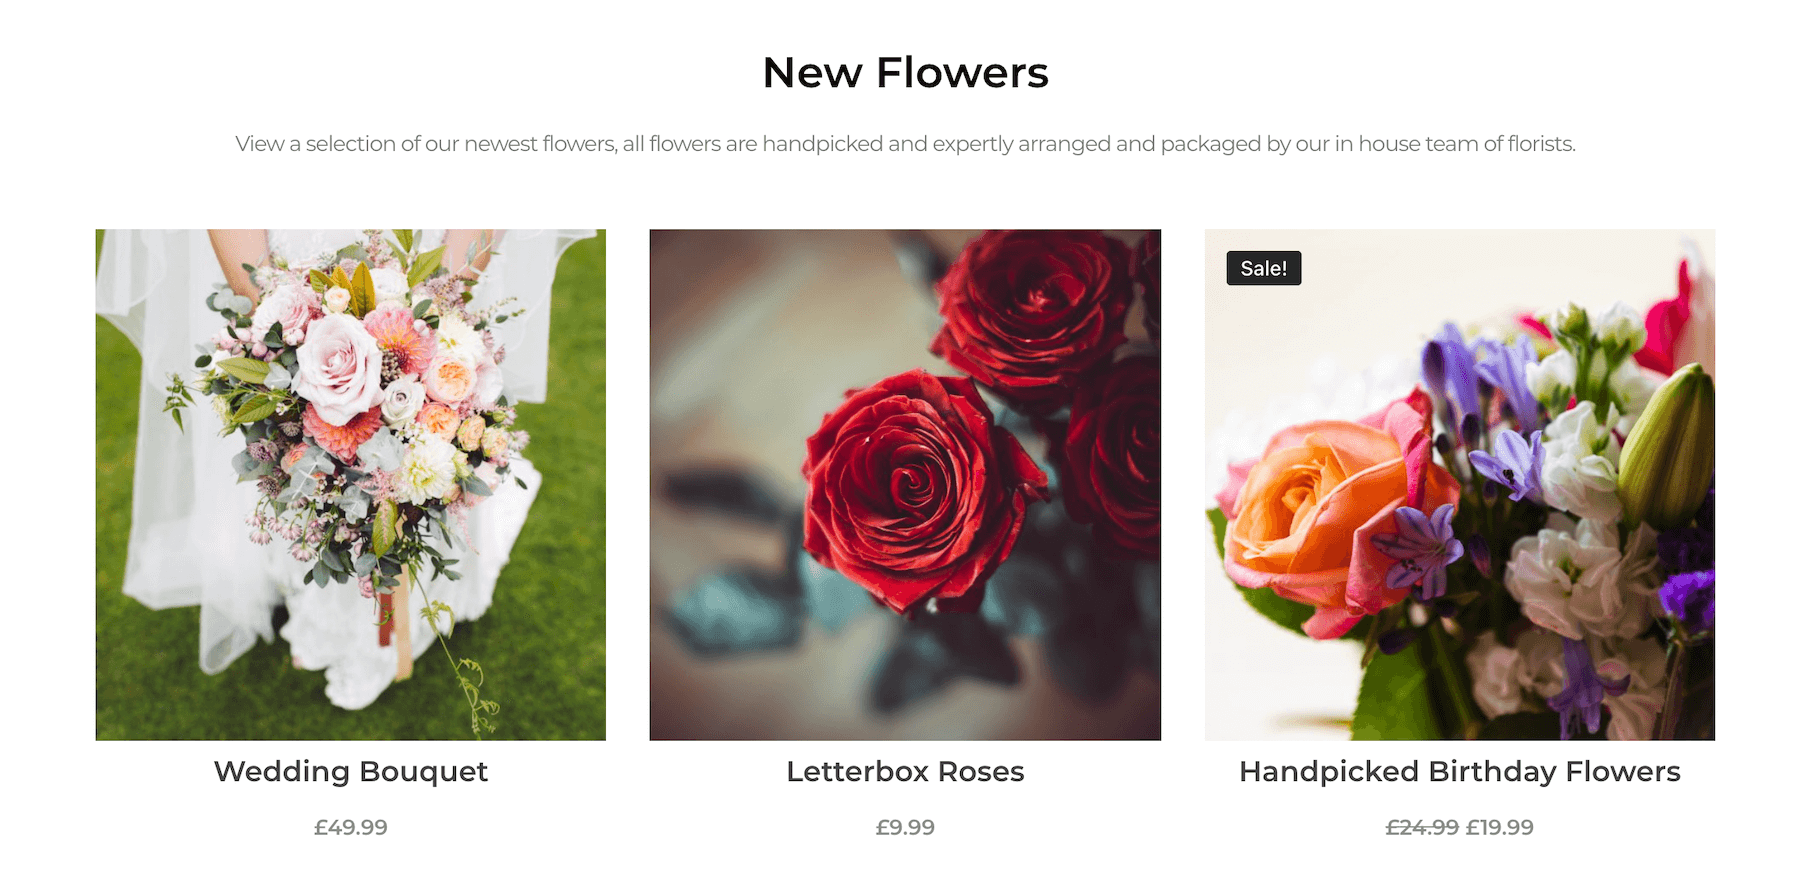 New Flowers
View a selection of our newest flowers, all flowers are handpicked and expertly arranged and packaged by our in house team of florists.
Sale!
Wedding Bouquet
Letterbox Roses
Handpicked Birthday Flowers
£49.99
£9.99
£24.99 £19.99